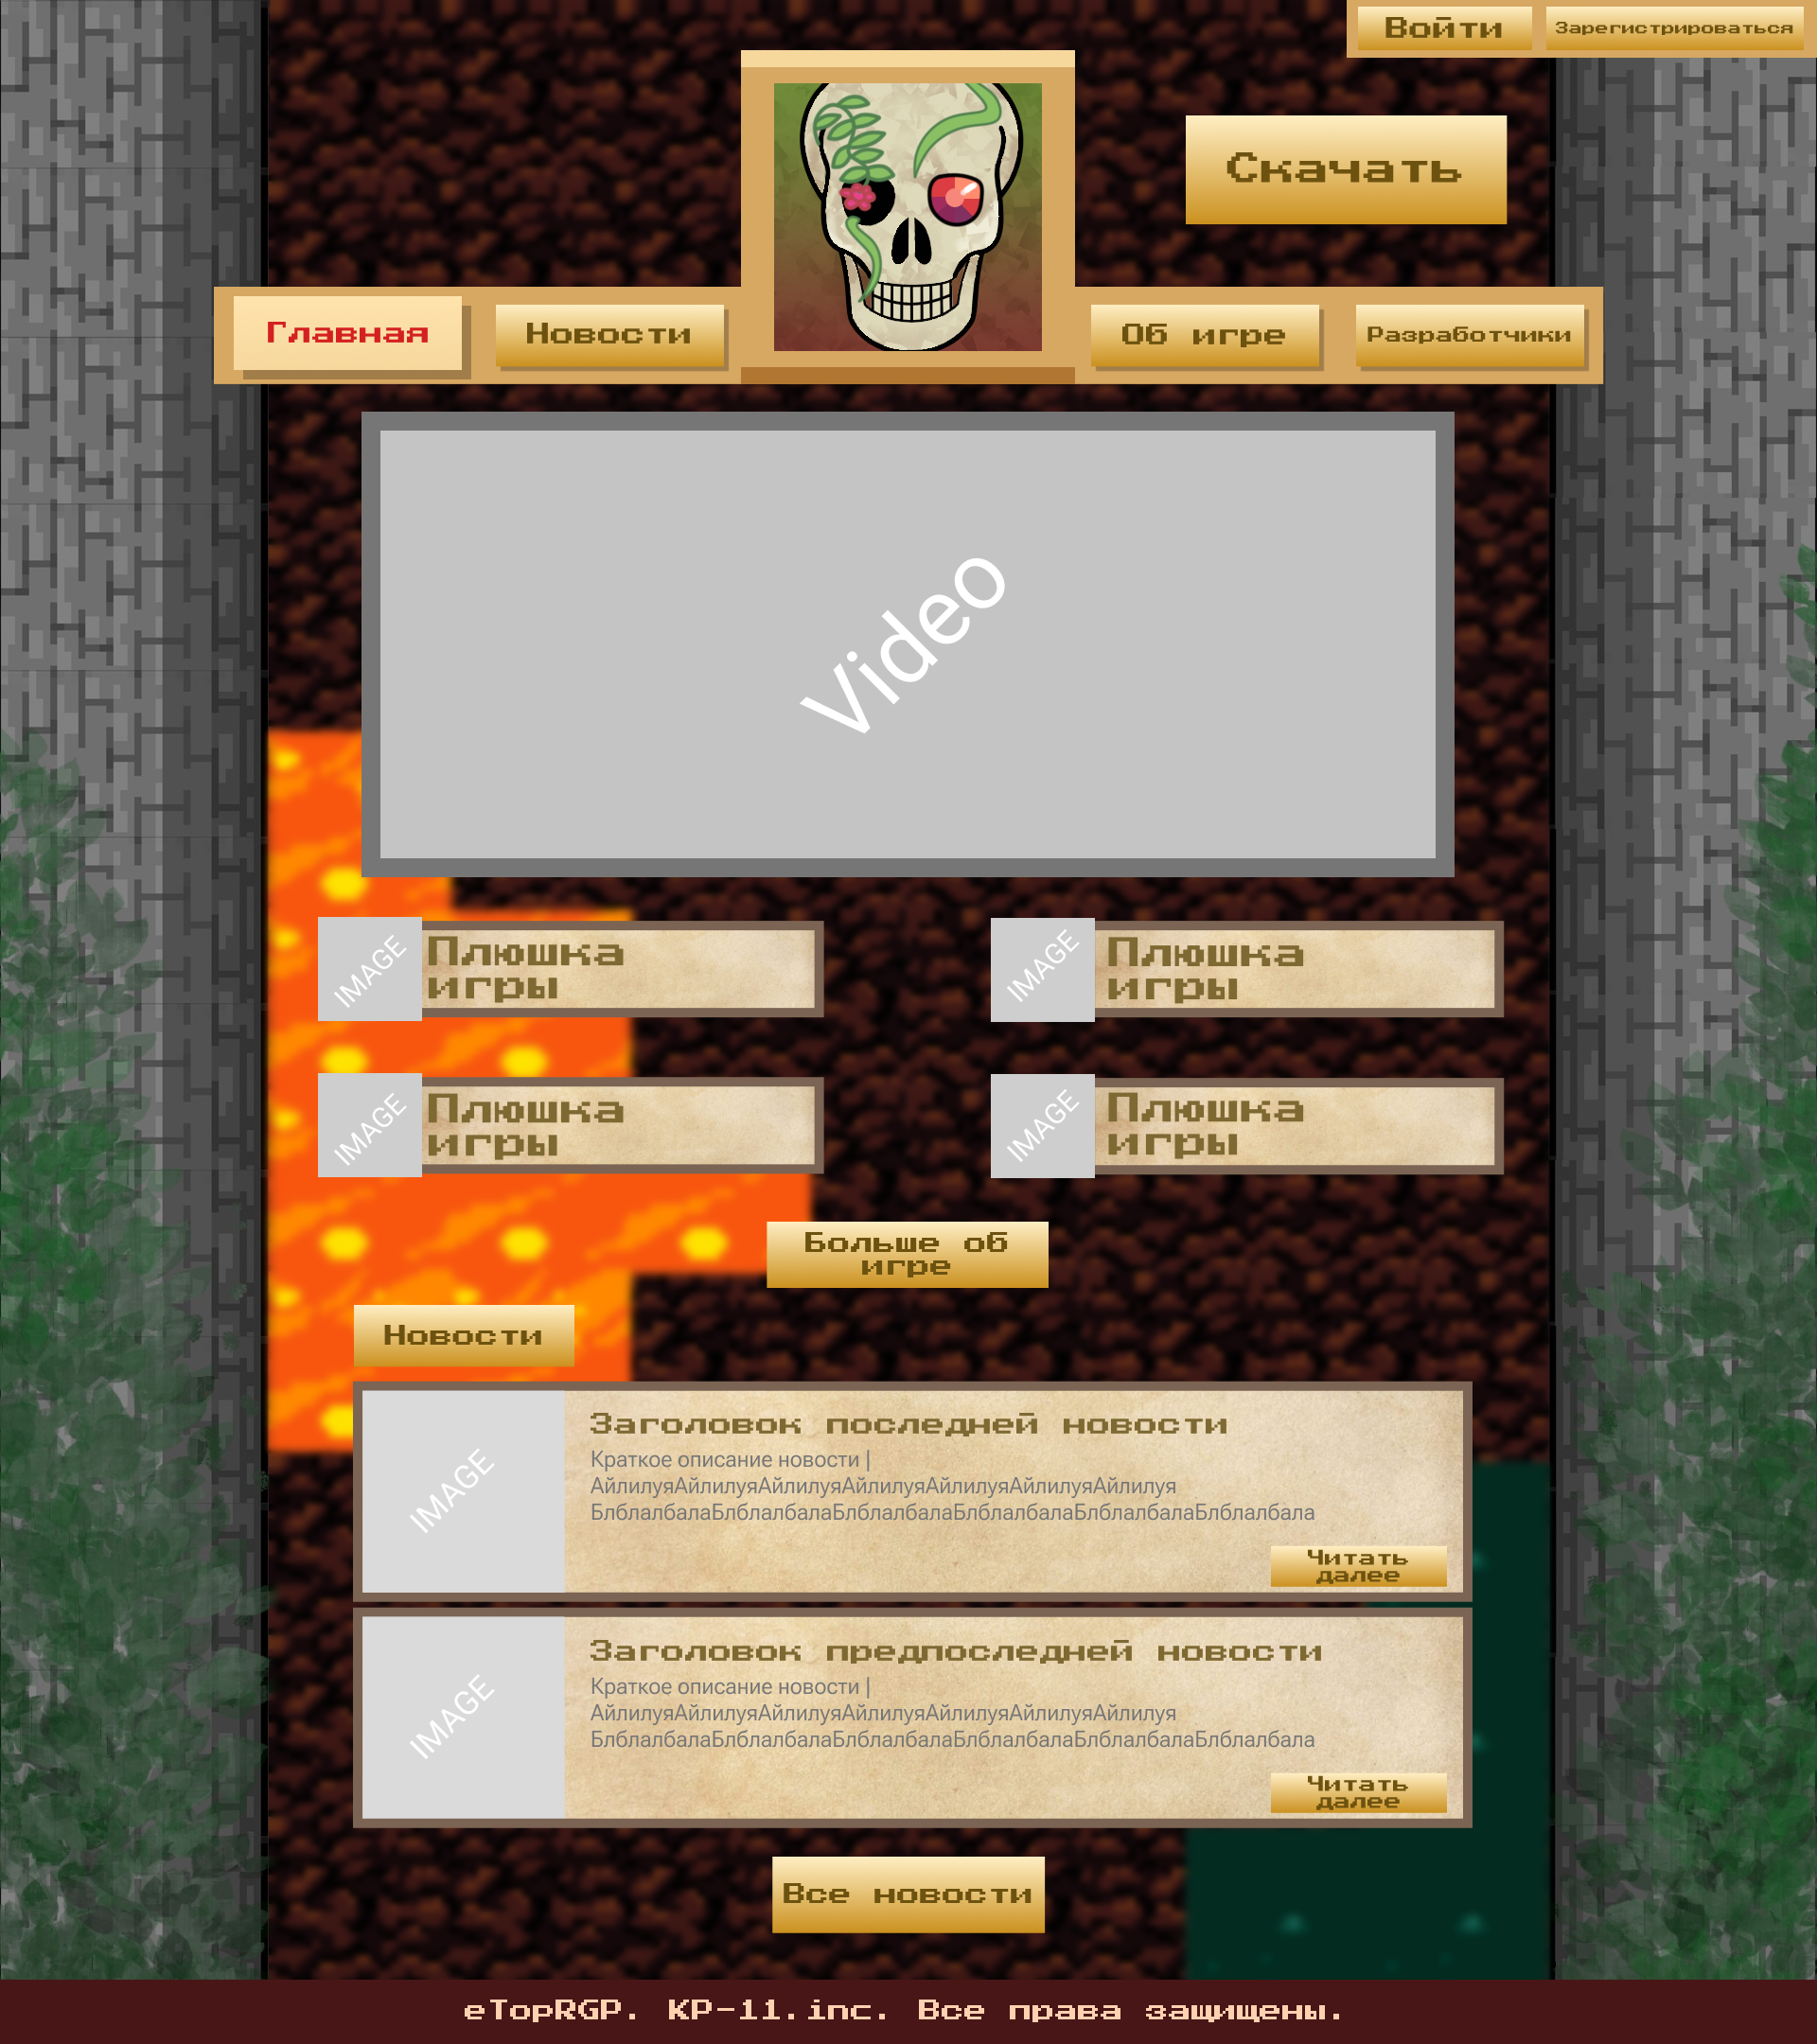 Войти
Зарегистрироваться
Скачать
Главная
Новости
Об игре
Разработчики
Video
IMAGE
Плюшка
игры
IMAGE
Плюшка
игры
IMAGE
Плюшка
игры
IMAGE
Плюшка
игры
Больше об
игре
Новости
IMAGE
Заголовок последней новости
Краткое описание новости |
АйлилуяАйлилуяАйлилуяАйлилуяАйлилуяАйлилуяАйлилуя
БлблалбалаБлблалбалаБлблалбалаБлблалбалаБлблалбалаБлблалбала
Читать
далее
IMAGE
Заголовок предпоследней новости
Краткое описание новости |
АйлилуяАйлилуяАйлилуяАйлилуяАйлилуяАйлилуяАйлилуя
БлблалбалаБлблалбалаБлблалбалаБлблалбалаБлблалбалаБлблалбала
Читать
далее
Все новости
eTopRGP. KP-11.inc. Все права защищены.